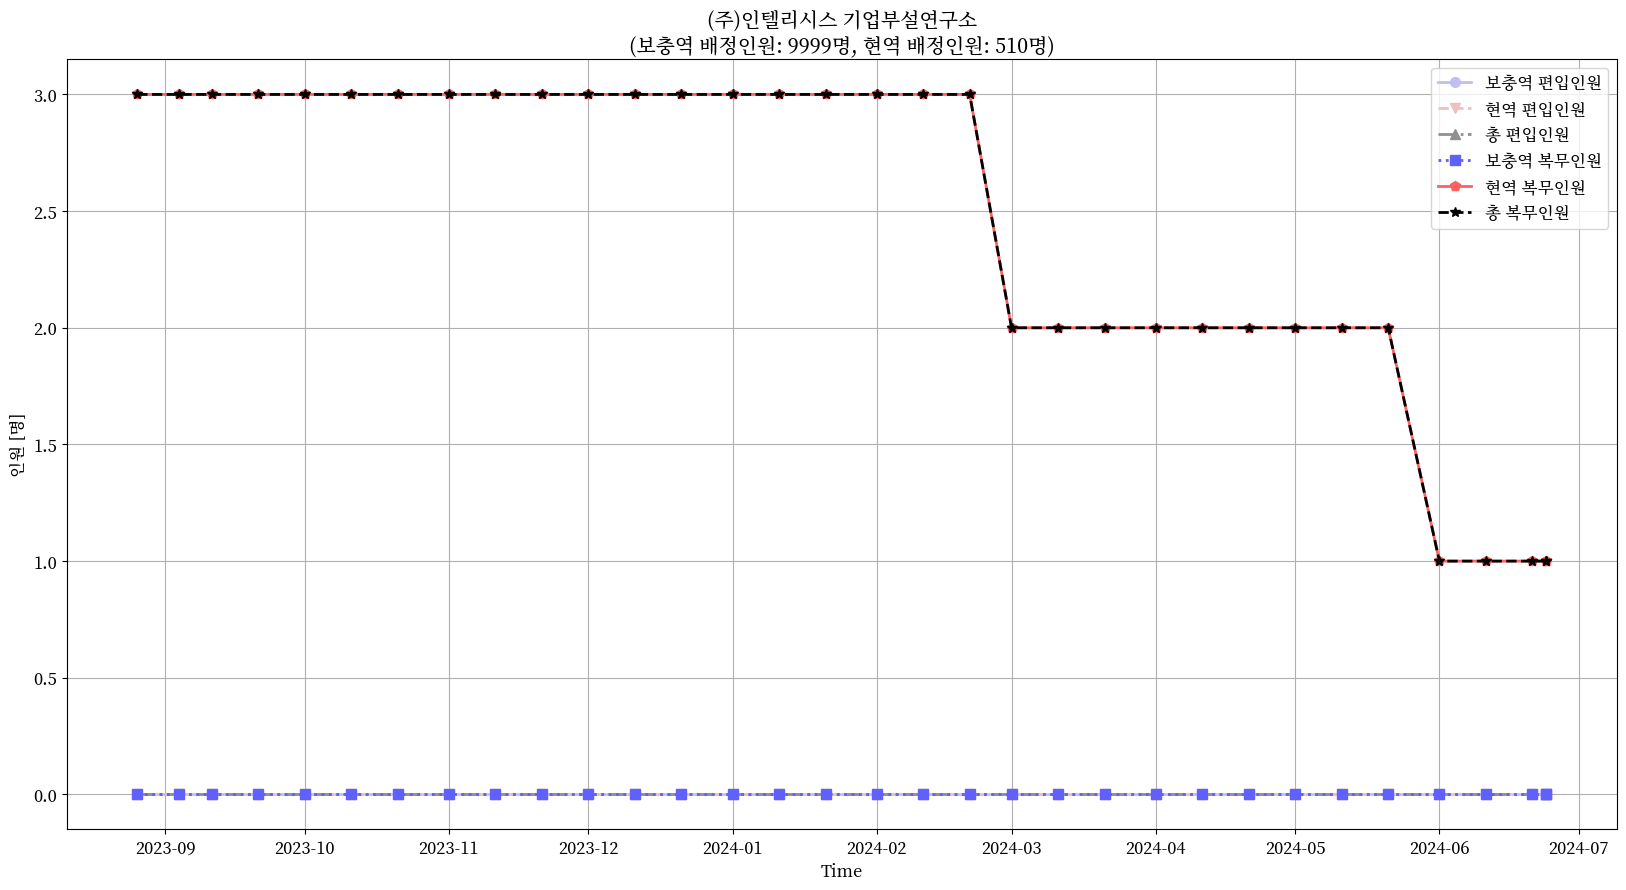 (주)인텔리시스 기업부설연구소
(보충역 배정인원: 9999명, 현역 배정인원: 510명)
보충역 편입인원
현역 편입인원
총 편입인원
보충역 복무인원
현역 복무인원
총 복무인원
인원 [명]
3.0
2.5
2.0
1.5
1.0
0.5
0.0
2023-09 2023-10 2023-11 2023-12 2024-01 2024-02 2024-03 2024-04 2024-05 2024-06 2024-07
Time